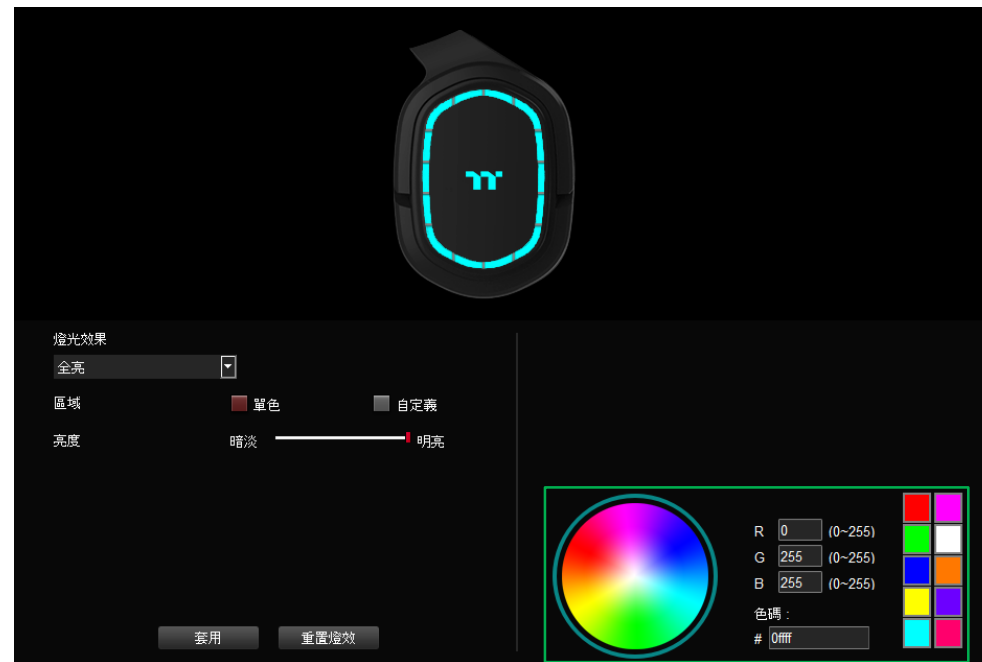 燈光效果
全亮
區域 單色 自定義
亮度 暗淡 明亮
套用 重置燈效
R 0 (0~255)
G 255 (0~255)
B 255 (0~255)
色碼 :
# 0ffff